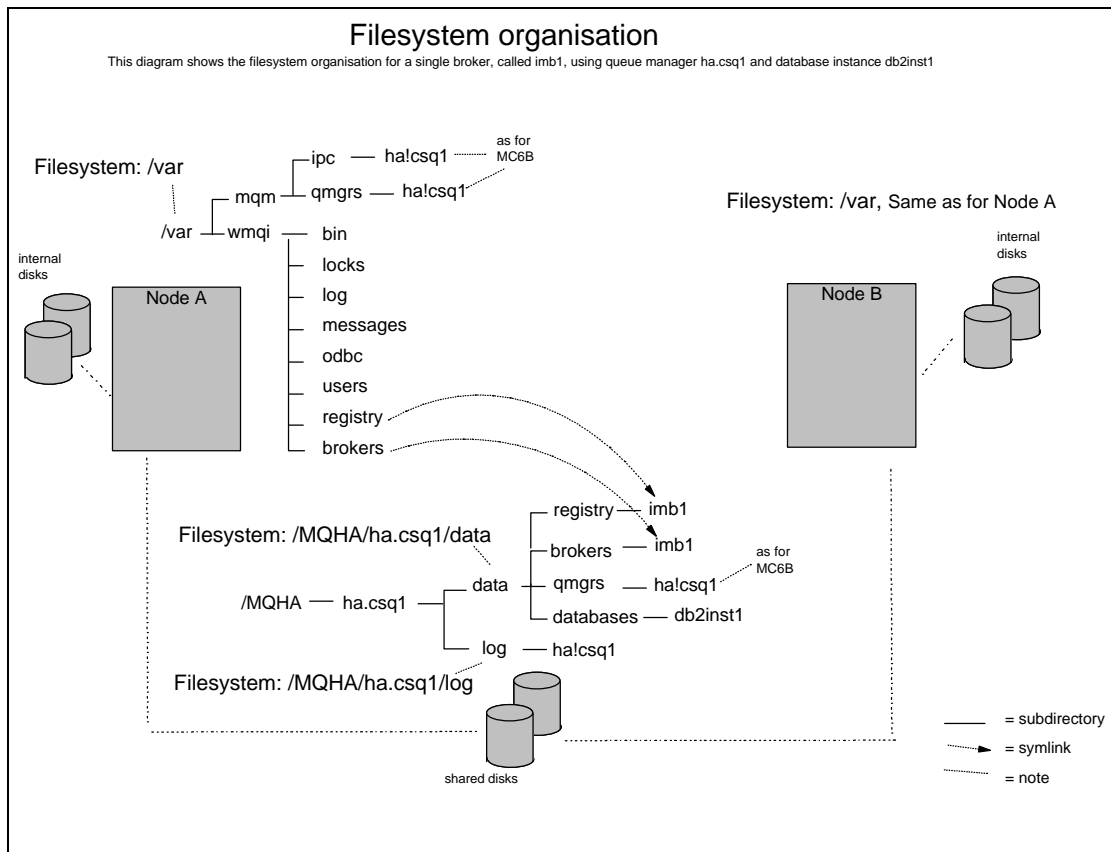 Filesystem organisation
This diagram shows the filesystem organisation for a single broker, called imb1, using queue manager ha.csq1 and database instance db2inst1
as for
MC6B
ipc
ha!csq1
Filesystem: /var
mqm
qmgrs
ha!csq1
Filesystem: /var, Same as for Node A
/var
wmqi
bin
internal
disks
locks
internal
disks
Node A
log
Node B
messages
odbc
users
registry
brokers
registry
imb1
Filesystem: /MQHA/ha.csq1/data
brokers
imb1
as for
MC6B
data
qmgrs
ha!csq1
/MQHA
ha.csq1
databases
db2inst1
log
ha!csq1
Filesystem: /MQHA/ha.csq1/log
= subdirectory
= symlink
shared disks
= note